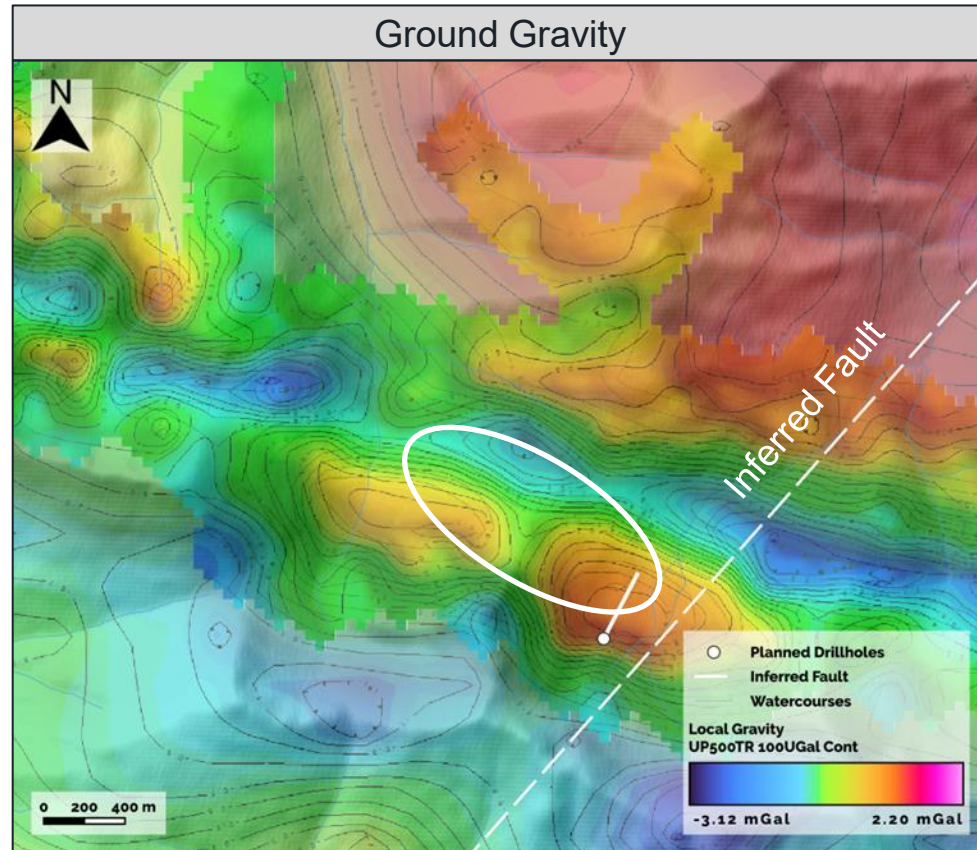 Ground Gravity
N
Inferred Fault
Planned Drillholes
Inferred Fault
Watercourses
Local Gravity
UP500TR 100UGal Cont
-3.12 mGal 2.20 mGal
0 200 400 m